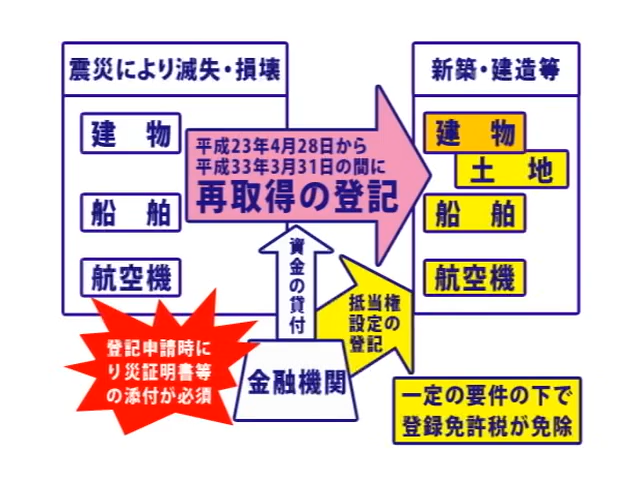 震災により滅失・損壊
建物
船舶
航空機
平成23年4月28日から
平成33年3月31日の間に
再取得の登記
新築・建造等
建物
土地
船舶
航空機
資金の貸付
抵当権
設定の
登記
金融機関
登記申請時に
り災証明書等
の添付が必須
一定の要件の下で
登録免許税が免除